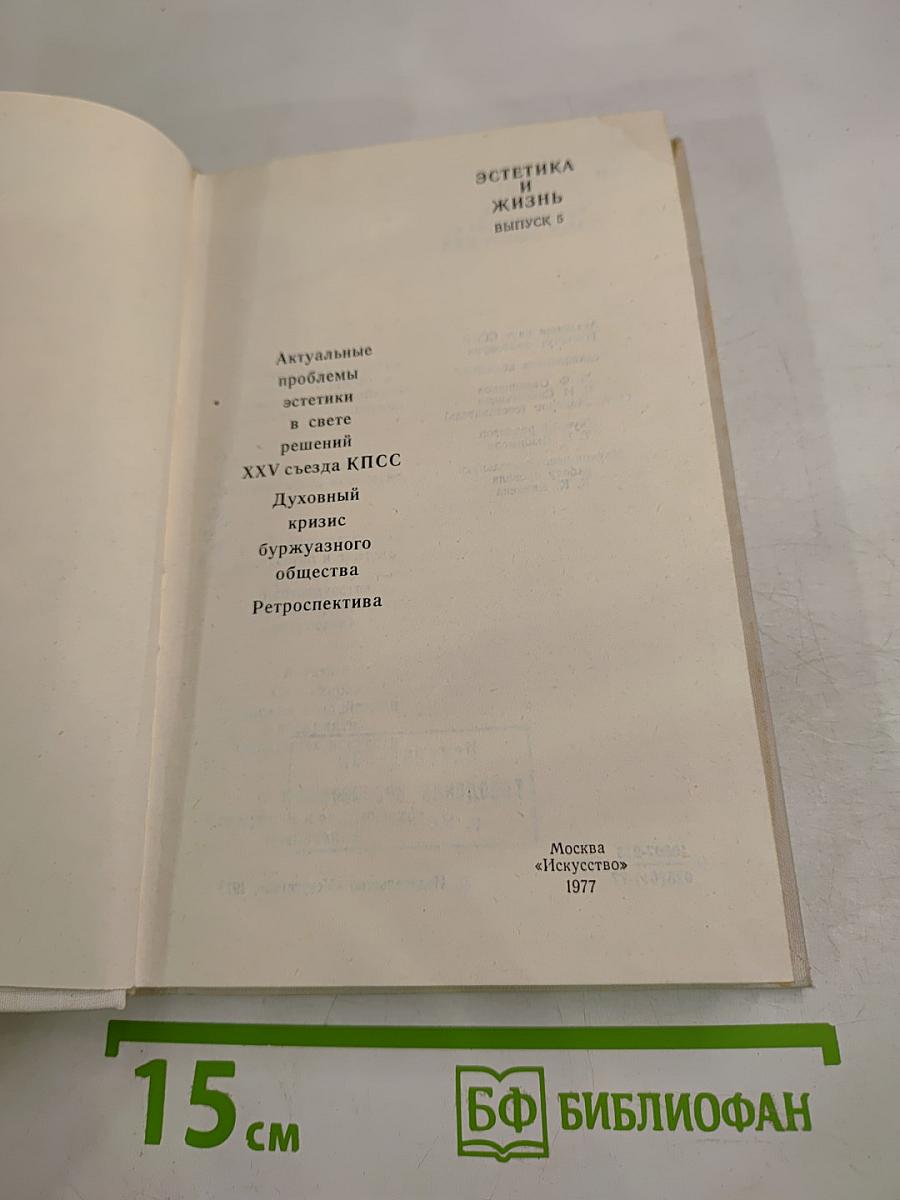 ЭСТЕТИКА
И
ЖИЗНЬ
ВЫПУСК 5
Актуальные
проблемы
эстетики
в свете
решений
XXV съезда КПСС
Духовный
кризис
буржуазного
общества
Ретроспектива
Москва
«Искусство»
1977
15 см
БФ БИБЛИОФАН